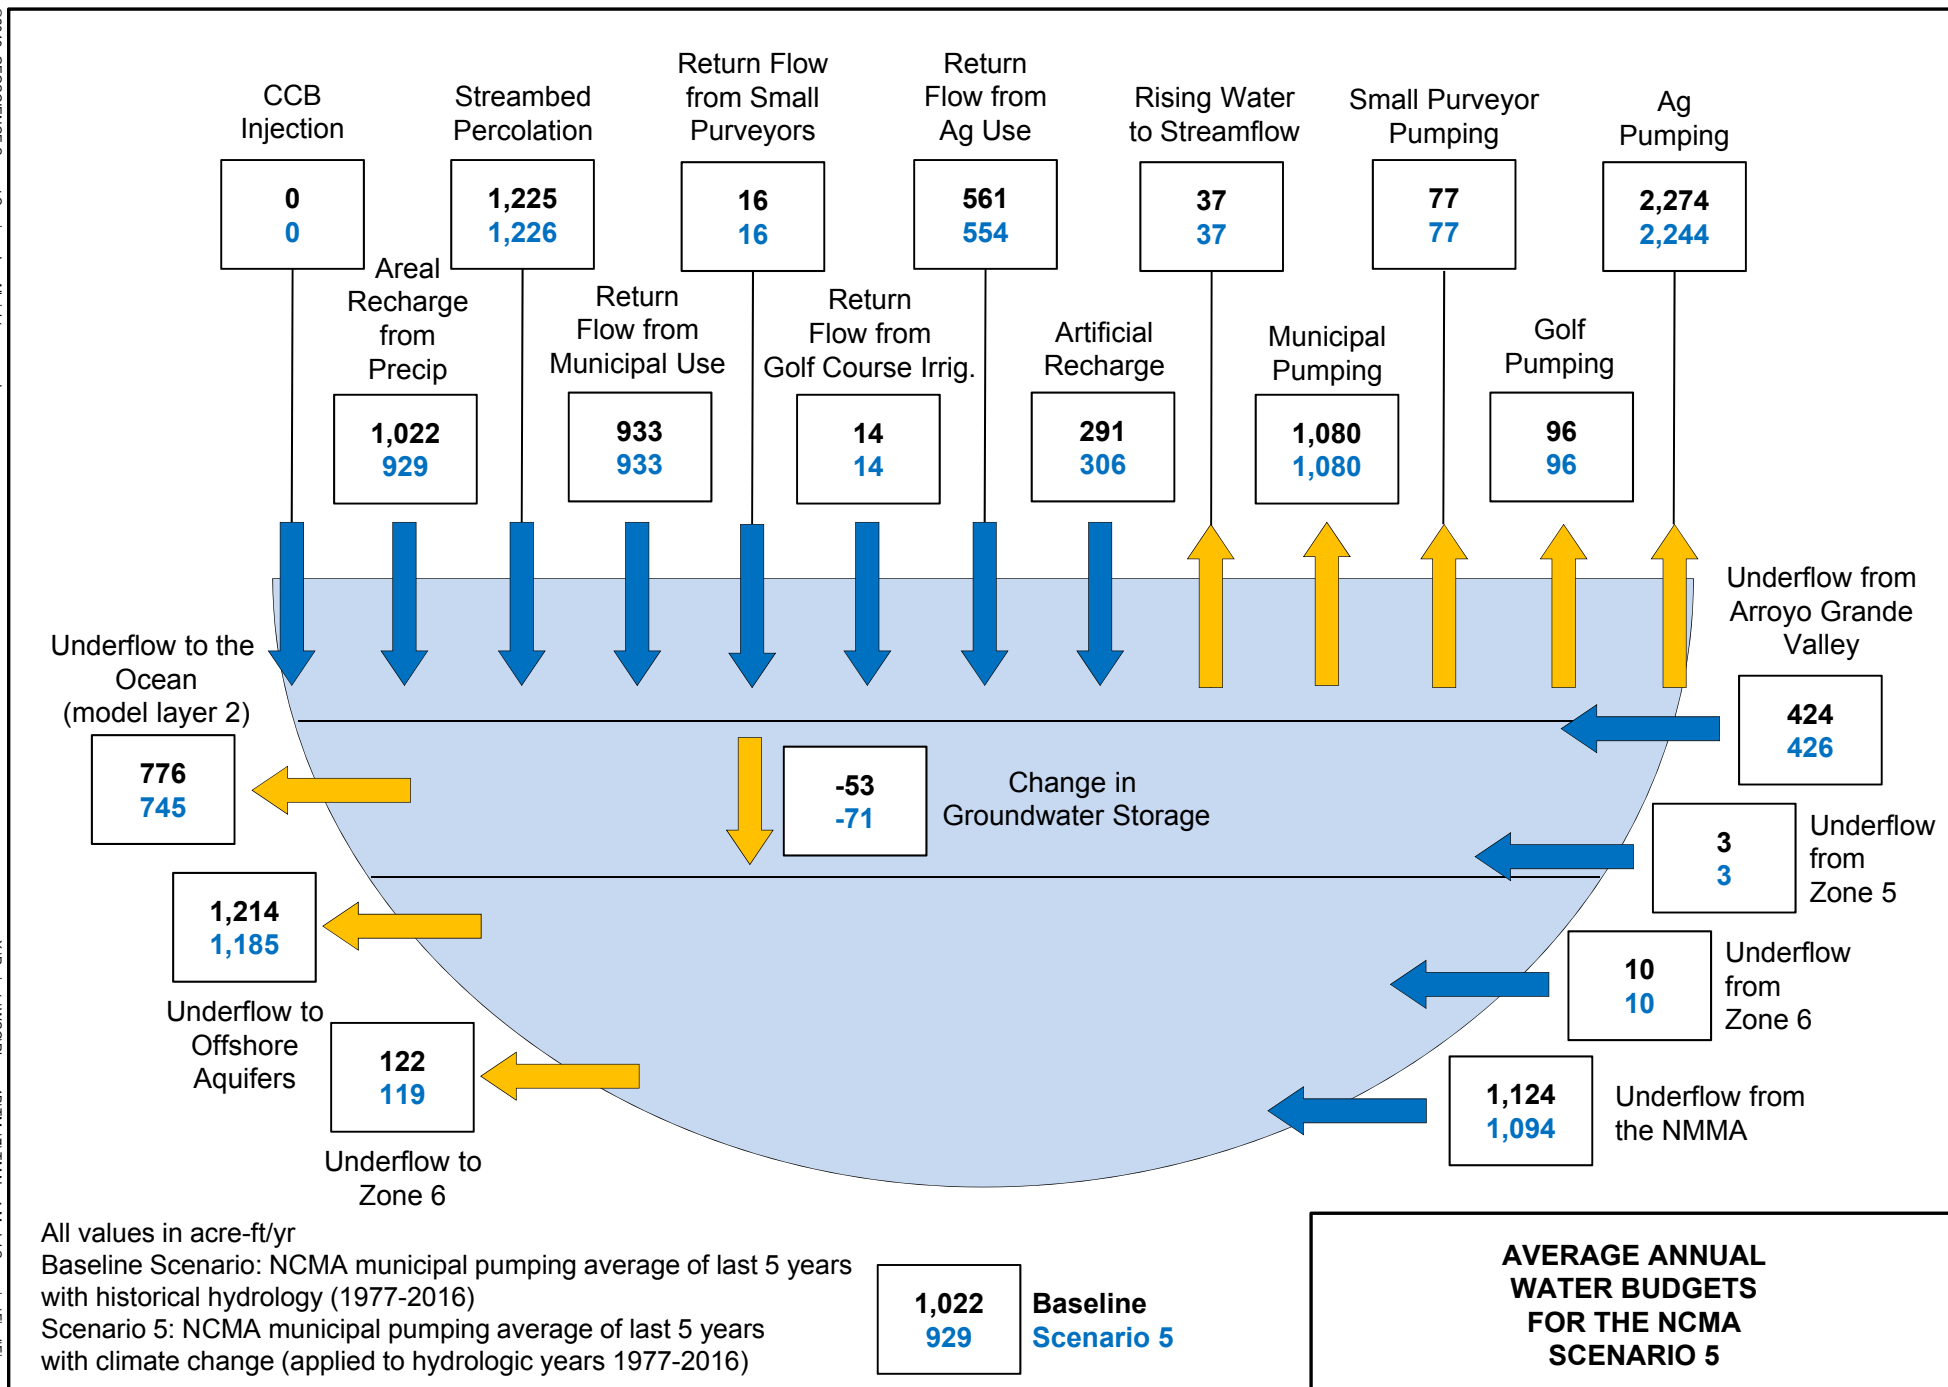 CCB
Injection
0
0
Streambed
Percolation
1,225
1,226
Return Flow
from Small
Purveyors
16
16
Return
Flow from
Ag Use
561
554
Rising Water
to Streamflow
37
37
Small Purveyor
Pumping
77
77
Ag
Pumping
2,274
2,244
Areal
Recharge
from
Precip
1,022
929
Return
Flow from
Municipal Use
933
933
Return
Flow from
Golf Course Irrig.
14
14
Artificial
Recharge
291
306
Municipal
Pumping
1,080
1,080
Golf
Pumping
96
96
Underflow from
Arroyo Grande
Valley
424
426
Underflow to the
Ocean
(model layer 2)
776
745
-53
-71
Change in
Groundwater Storage
3
3
Underflow
from
Zone 5
1,214
1,185
Underflow to
Offshore
Aquifers
10
10
Underflow
from
Zone 6
122
119
Underflow to
Zone 6
1,124
1,094
Underflow from
the NMMA
All values in acre-ft/yr
Baseline Scenario: NCMA municipal pumping average of last 5 years
with historical hydrology (1977-2016)
Scenario 5: NCMA municipal pumping average of last 5 years
with climate change (applied to hydrologic years 1977-2016)
1,022
929
Baseline
Scenario 5
AVERAGE ANNUAL
WATER BUDGETS
FOR THE NCMA
SCENARIO 5